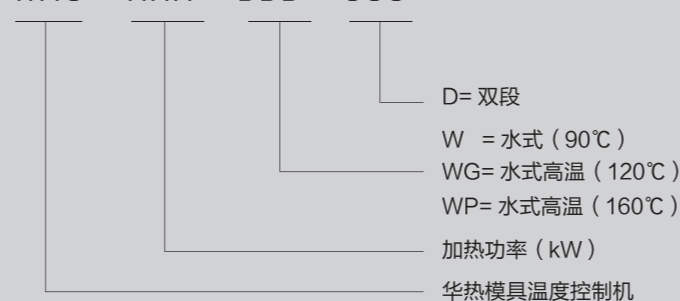 D= 双段
W = 水式（90℃）
WG= 水式高温（120℃）
WP= 水式高温（160℃）
加热功率（kW）
华热模具温度控制机